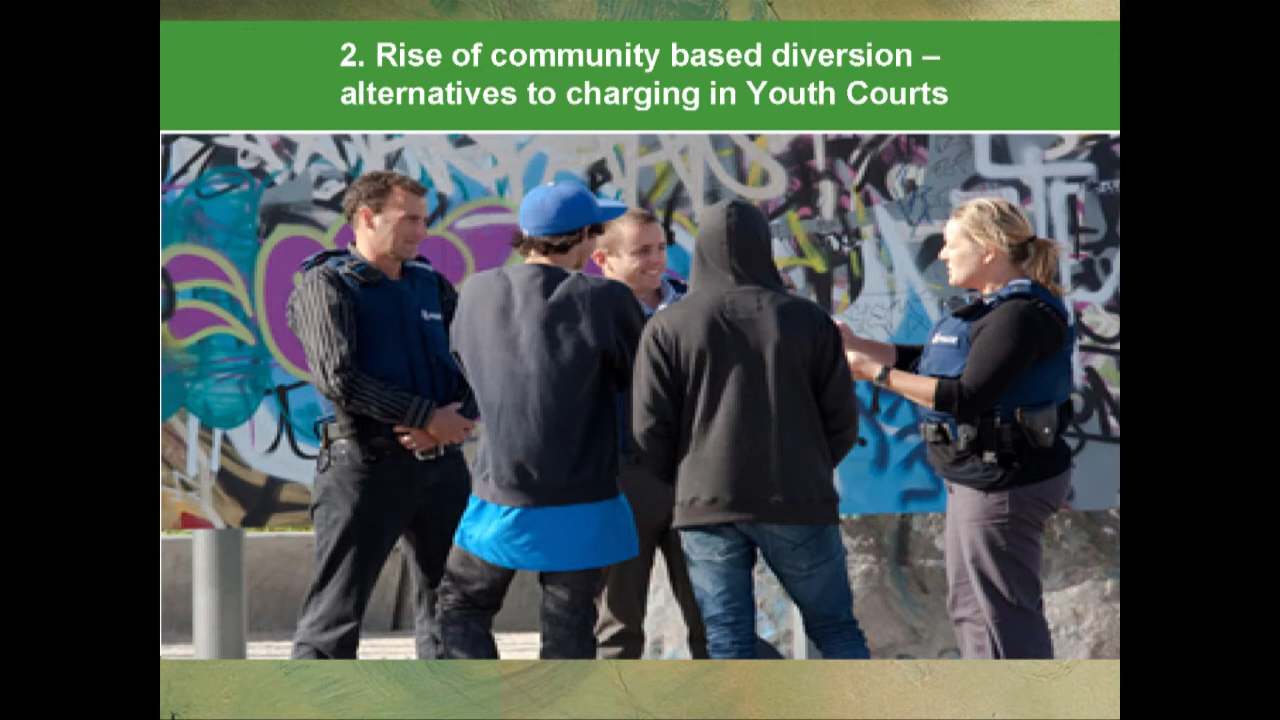 2. Rise of community based diversion –
alternatives to charging in Youth Courts